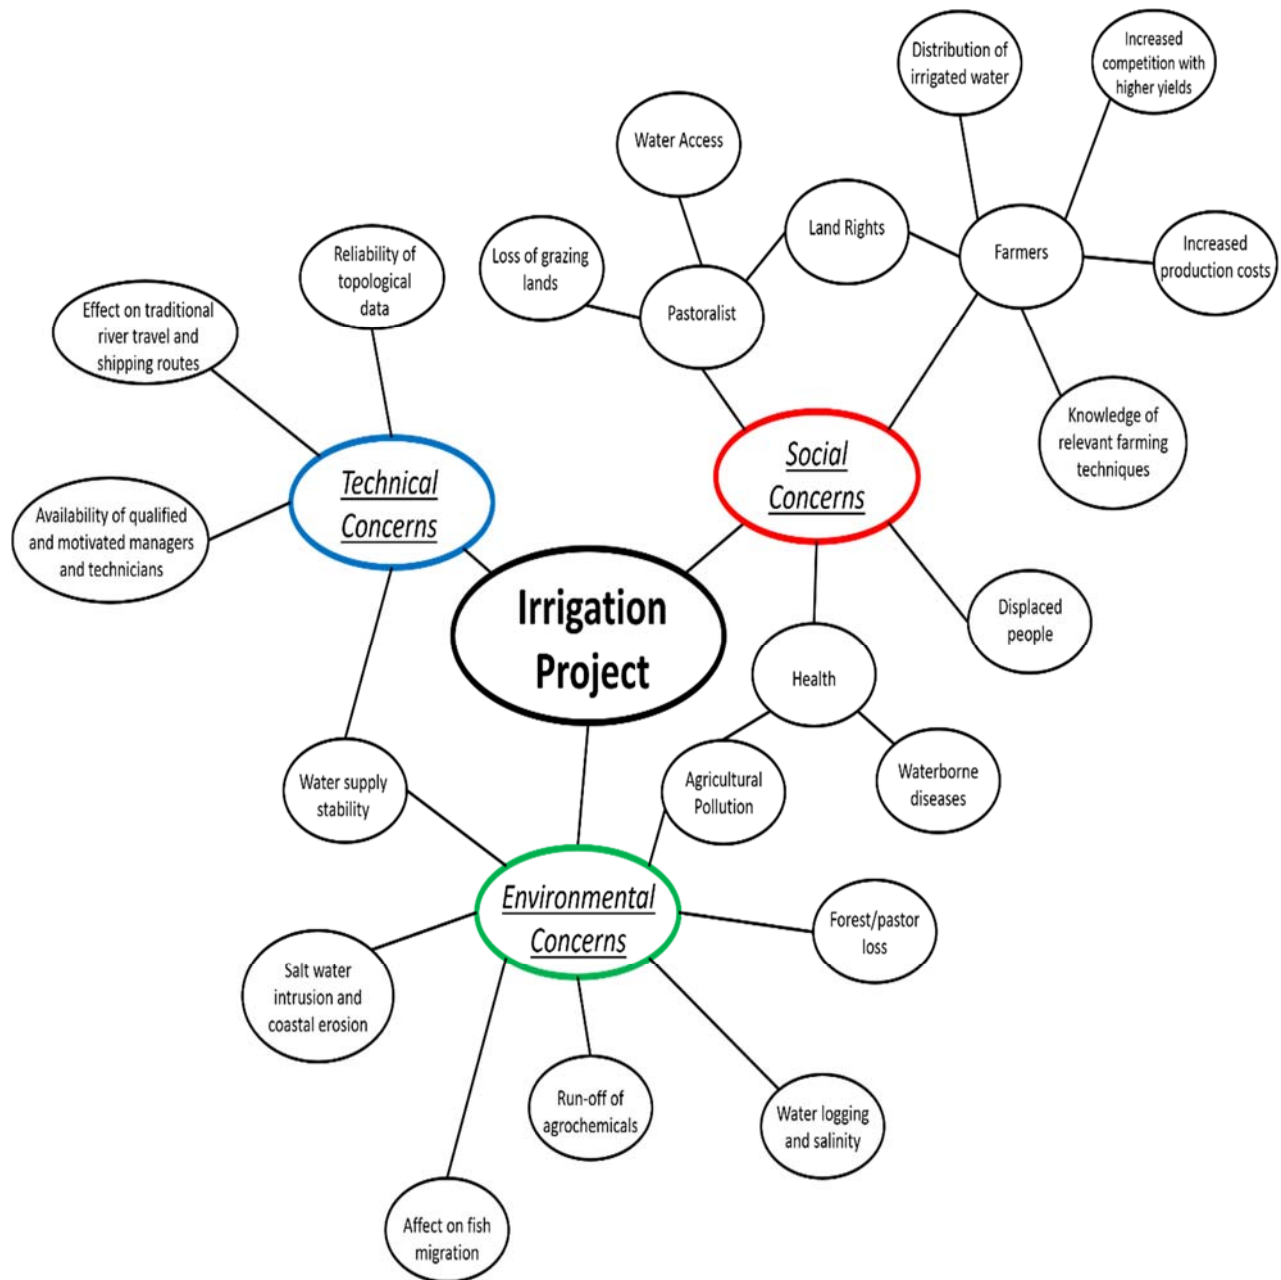 Distribution of
irrigated water
Increased
competition with
higher yields
Water Access
Land Rights
Farmers
Increased
production costs
Loss of grazing
lands
Pastoralist
Knowledge of
relevant farming
techniques
Reliability of
topological
data
Effect on traditional
river travel and
shipping routes
Technical
Concerns
Availability of qualified
and motivated managers
and technicians
Social
Concerns
Irrigation
Project
Displaced
people
Health
Water supply
stability
Agricultural
Pollution
Waterborne
diseases
Environmental
Concerns
Forest/pastor
loss
Salt water
intrusion and
coastal erosion
Run-off of
agrochemicals
Water logging
and salinity
Affect on fish
migration